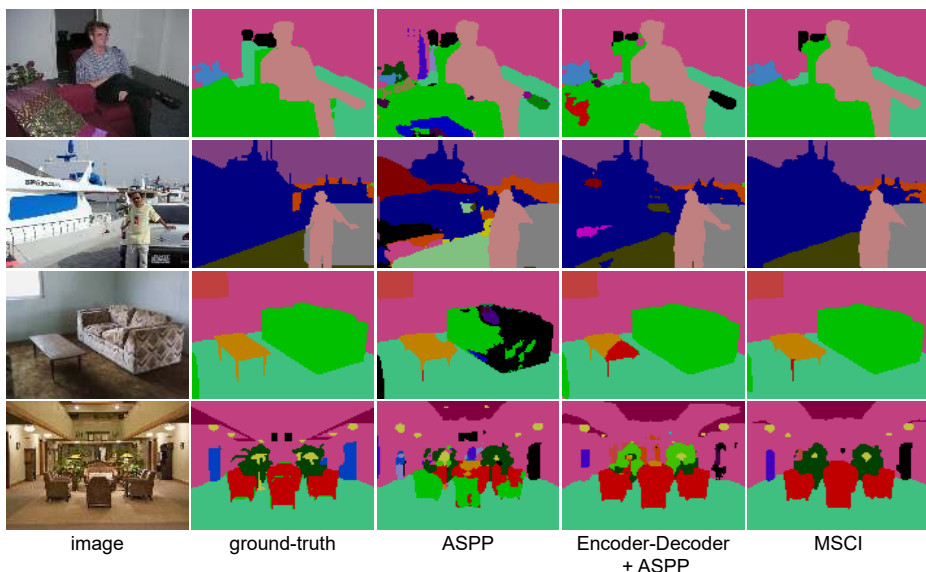 image ground-truth ASPP Encoder-Decoder MSCI
+ ASPP